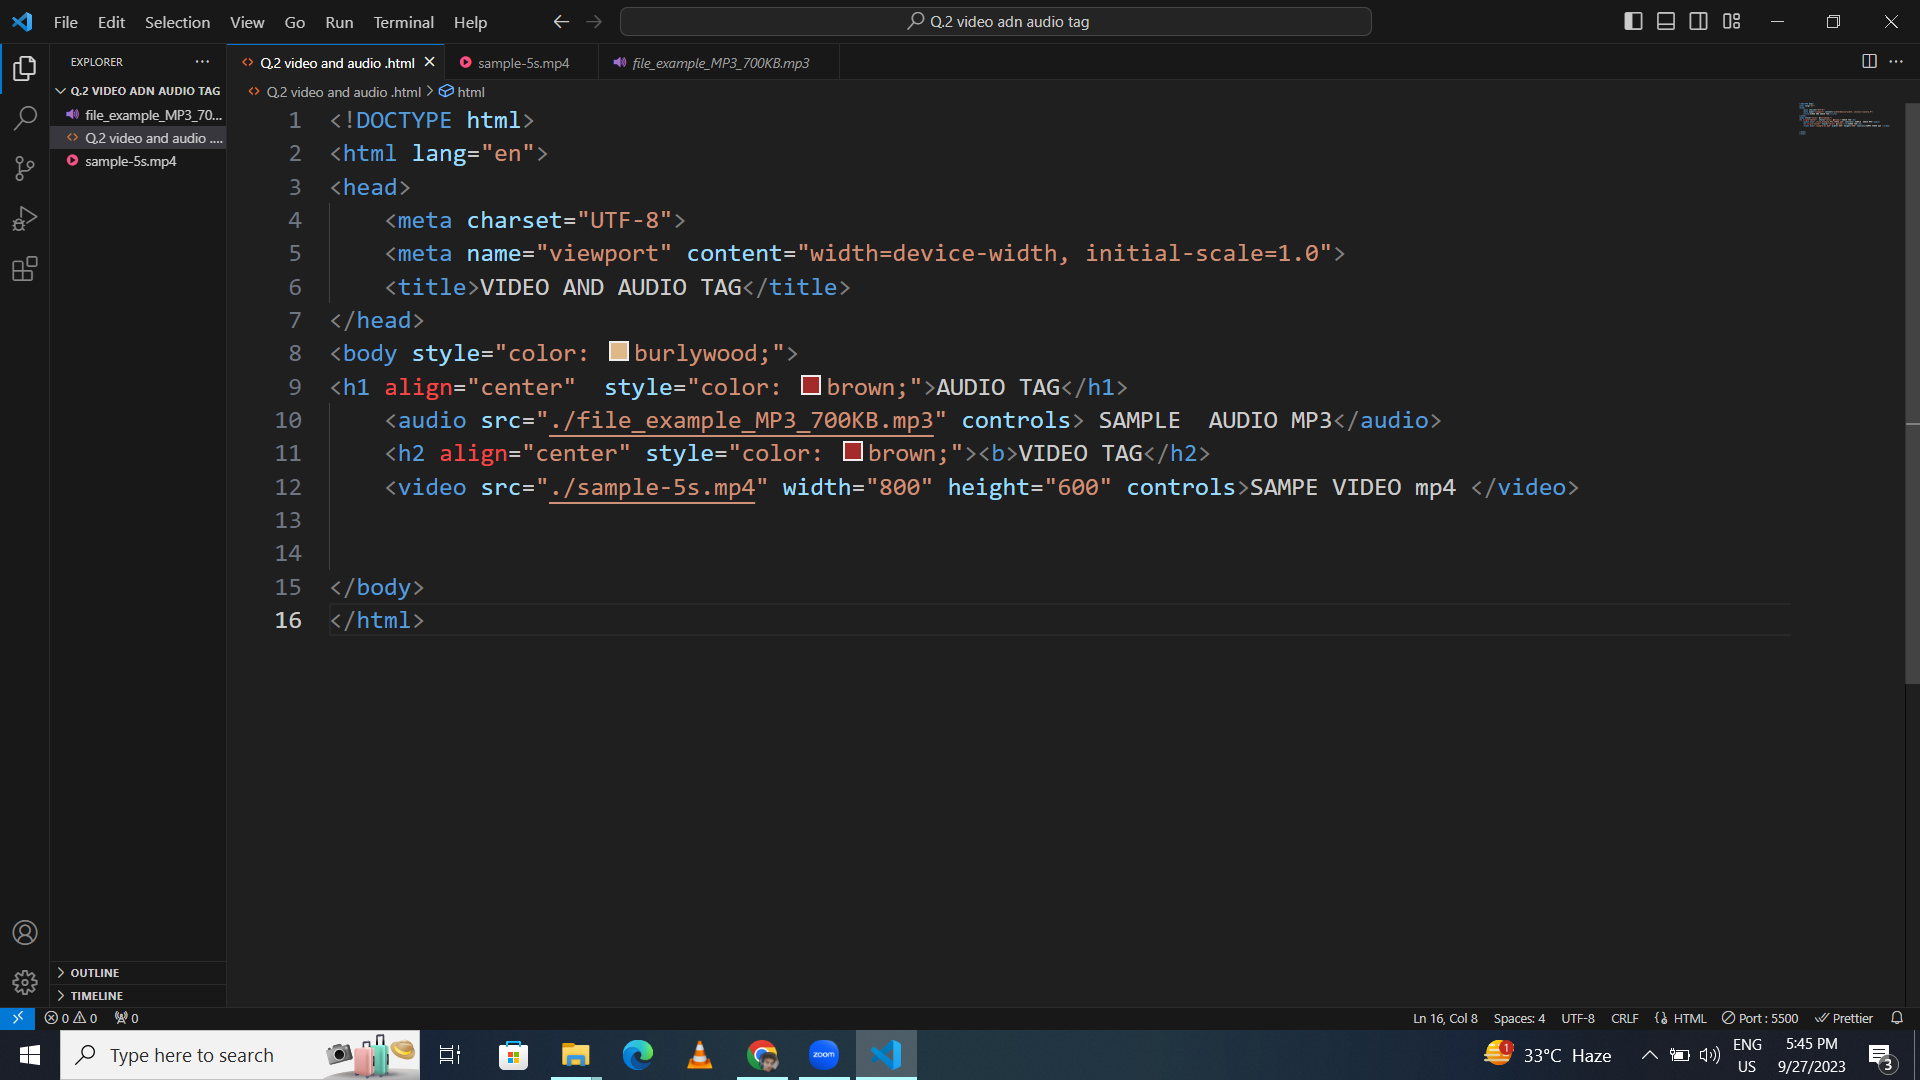 File Edit Selection View Go Run Terminal Help
Q.2 video adn audio tag
EXPLORER
Q.2 video and audio .html
sample-5s.mp4
file_example_MP3_700KB.mp3
Q.2 VIDEO ADN AUDIO TAG
file_example_MP3_70...
Q.2 video and audio ....
sample-5s.mp4
Q.2 video and audio .html > html
1 <!DOCTYPE html>
2 <html lang="en">
3 <head>
4 <meta charset="UTF-8">
5 <meta name="viewport" content="width=device-width, initial-scale=1.0">
6 <title>VIDEO AND AUDIO TAG</title>
7 </head>
8 <body style="color: burlywood;">
9 <h1 align="center"  style="color: brown;">AUDIO TAG</h1>
10 <audio src="./file_example_MP3_700KB.mp3" controls> SAMPLE  AUDIO MP3</audio>
11 <h2 align="center" style="color: brown;"><b>VIDEO TAG</h2>
12 <video src="./sample-5s.mp4" width="800" height="600" controls>SAMPE VIDEO mp4 </video>
13
14
15 </body>
16 </html>
OUTLINE
TIMELINE
0 0 0
Ln 16, Col 8 Spaces: 4 UTF-8 CRLF HTML Port : 5500 Prettier
Type here to search
zoom
1
33°C Haze
ENG
US
5:45 PM
9/27/2023
3